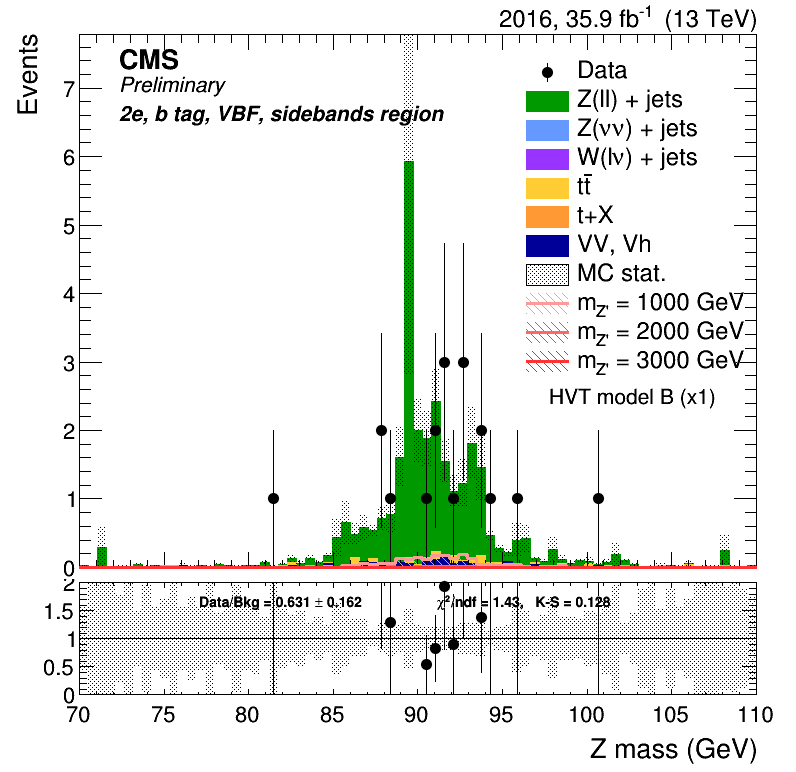 2016, 35.9 fb⁻¹ (13 TeV)
Events
CMS
Preliminary
2e, b tag, VBF, sidebands region
Data
Z(ll) + jets
Z(νν) + jets
W(lν) + jets
tt̄
t+X
VV, Vh
MC stat.
m_Z' = 1000 GeV
m_Z' = 2000 GeV
m_Z' = 3000 GeV
HVT model B (x1)
7
6
5
4
3
2
1
0
Data/Bkg = 0.631 ± 0.162
χ²/ndf = 1.43, K-S = 0.128
2
1.5
1
0.5
0
70 75 80 85 90 95 100 105 110
Z mass (GeV)